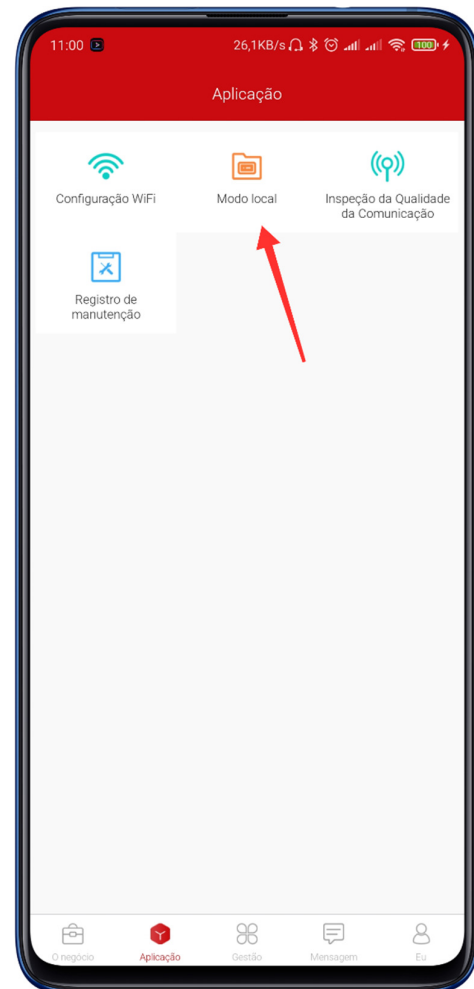 11:00
26,1KB/s
100
Aplicação
Configuração WiFi
Modo local
Inspeção da Qualidade
da Comunicação
Registro de
manutenção
O negócio
Aplicação
Gestão
Mensagem
Eu